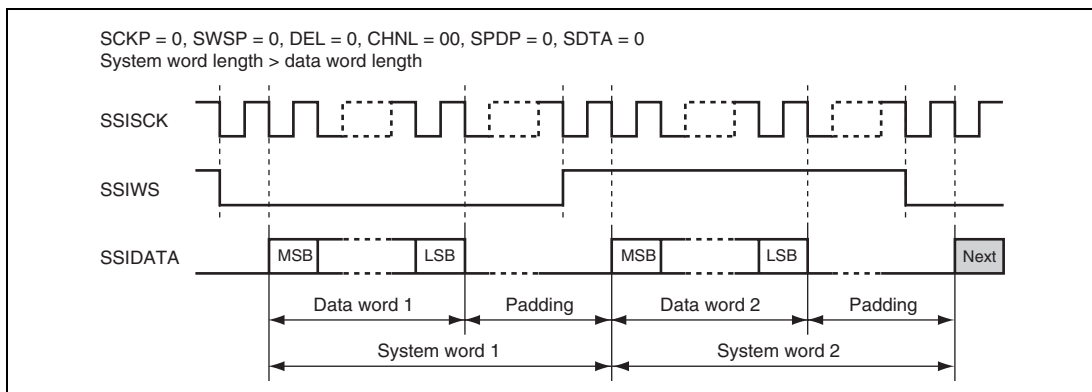 SCKP = 0, SWSP = 0, DEL = 0, CHNL = 00, SPDP = 0, SDTA = 0
System word length > data word length
SSISCK
SSIWS
SSIDATA
MSB
LSB
MSB
LSB
Next
Data word 1
Padding
Data word 2
Padding
System word 1
System word 2